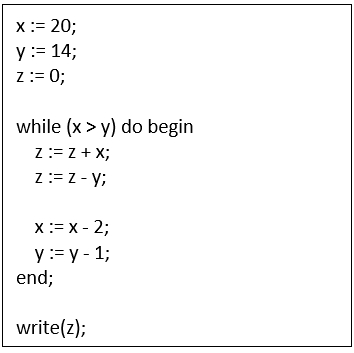 x := 20;
y := 14;
z := 0;
while (x > y) do begin
z := z + x;
z := z - y;
x := x - 2;
y := y - 1;
end;
write(z);